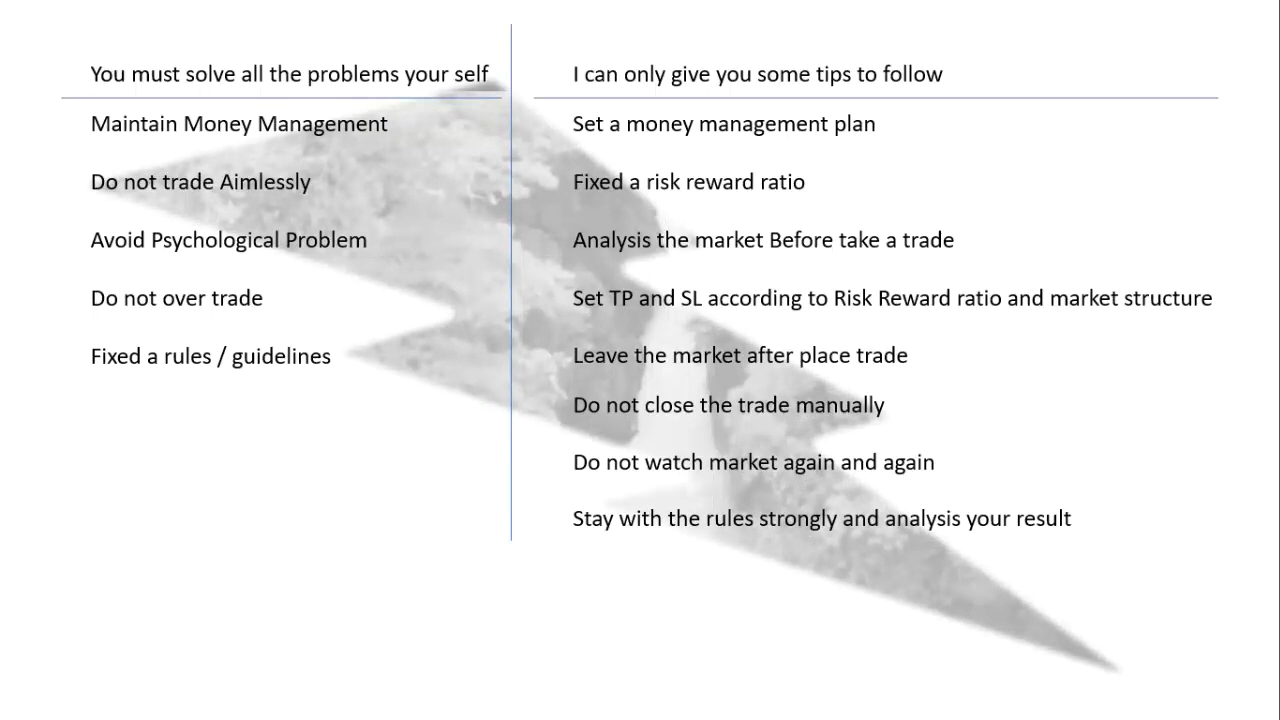 You must solve all the problems your self
Maintain Money Management
Do not trade Aimlessly
Avoid Psychological Problem
Do not over trade
Fixed a rules / guidelines
I can only give you some tips to follow
Set a money management plan
Fixed a risk reward ratio
Analysis the market Before take a trade
Set TP and SL according to Risk Reward ratio and market structure
Leave the market after place trade
Do not close the trade manually
Do not watch market again and again
Stay with the rules strongly and analysis your result